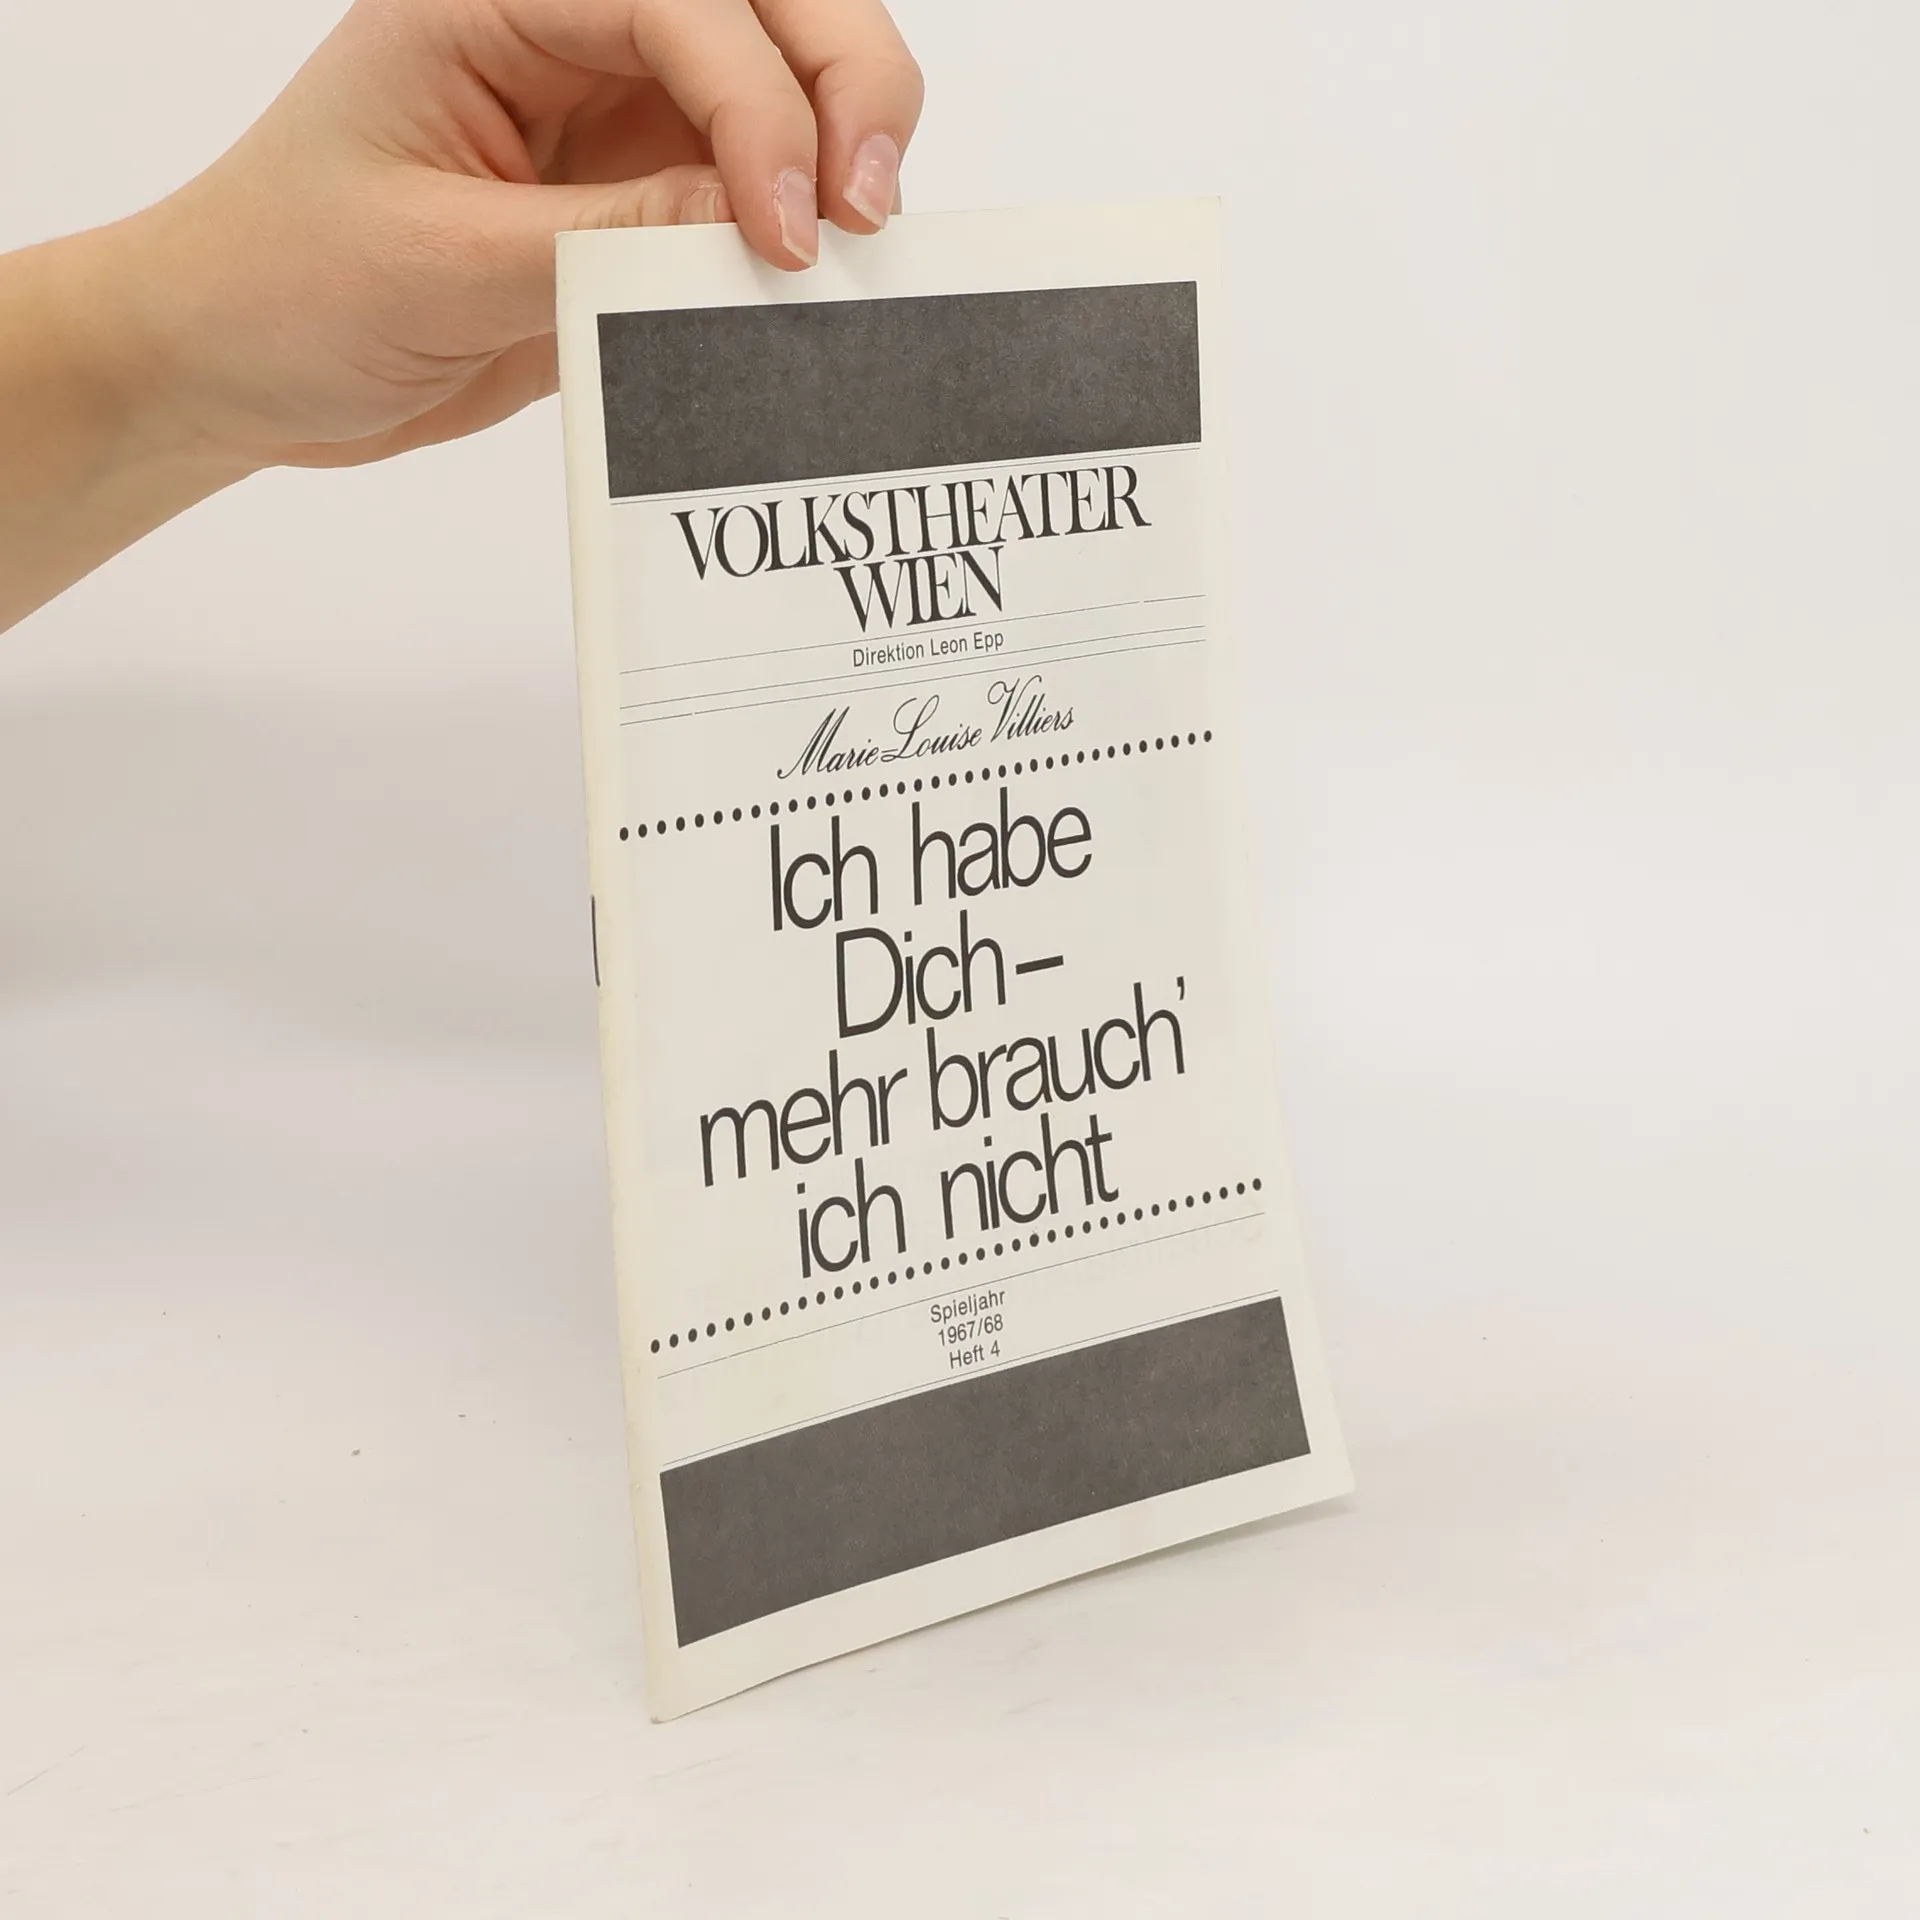 VOLKSTHEATER
WIEN
Direktion Leon Epp
Marie-Louise Villiers
Ich habe
Dich –
mehr brauch'
ich nicht
Spieljahr
1967/68
Heft 4